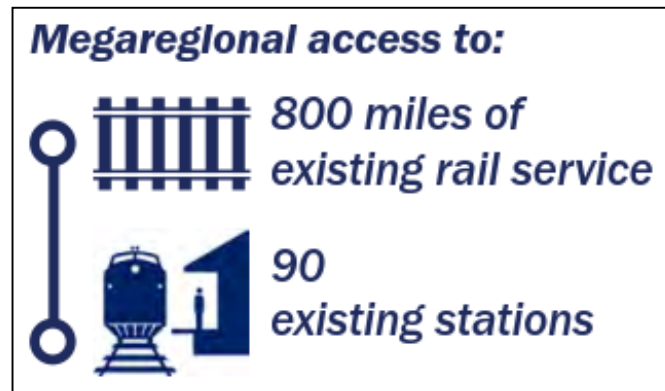 Megaregional access to:
800 miles of
existing rail service
90
existing stations